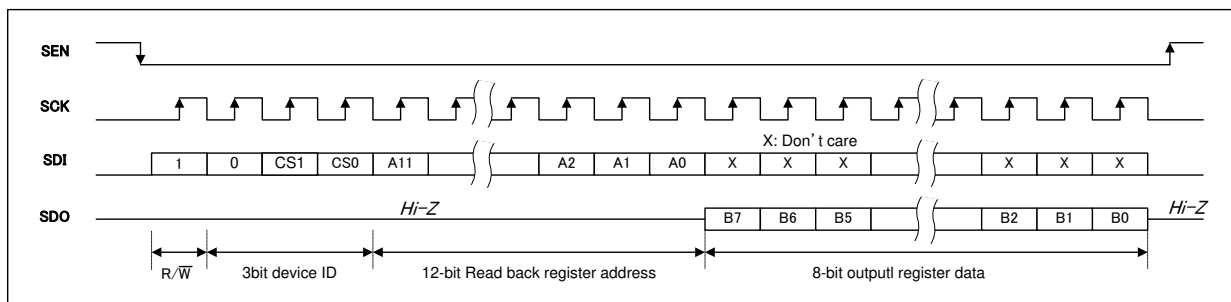 SEN
SCK
X: Don't care
SDI 1 0 CS1 CS0 A11 A2 A1 A0 X X X X X X
Hi-Z
SDO B7 B6 B5 B2 B1 B0 Hi-Z
R/W̅ 3bit device ID 12-bit Read back register address 8-bit outputl register data